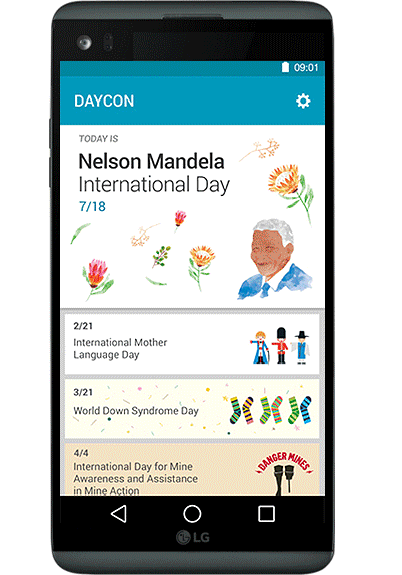 09:01
DAYCON
TODAY IS
Nelson Mandela
International Day
7/18
2/21
International Mother
Language Day
3/21
World Down Syndrome Day
4/4
International Day for Mine
Awareness and Assistance
in Mine Action
DANGER MINES
LG